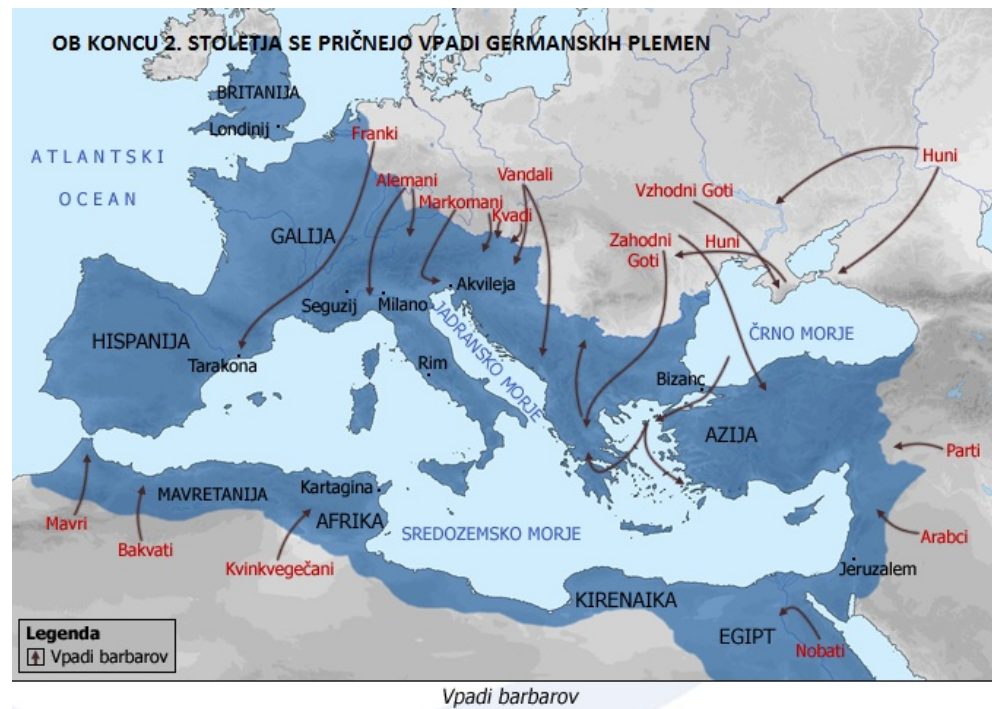 OB KONCU 2. STOLETJA SE PRIČNEJO VPADI GERMANSKIH PLEMEN
BRITANIJA
Londinij
Franki
ATLANTSKI
OCEAN
Huni
Alemani
Vandali
Markomani
Kvadi
Vzhodni Goti
GALIJA
Zahodni
Goti
Huni
Akvileja
Seguzij
Milano
HISPANIJA
JADRANSKO MORJE
ČRNO MORJE
Tarakona
Rim
Bizanc
AZIJA
Parti
MAVRETANIJA
Kartagina
Mavri
AFRIKA
SREDOZEMSKO MORJE
Arabci
Bakvati
Kvinkvegečani
Jeruzalem
KIRENAIKA
EGIPT
Nobati
Legenda
Vpadi barbarov
Vpadi barbarov